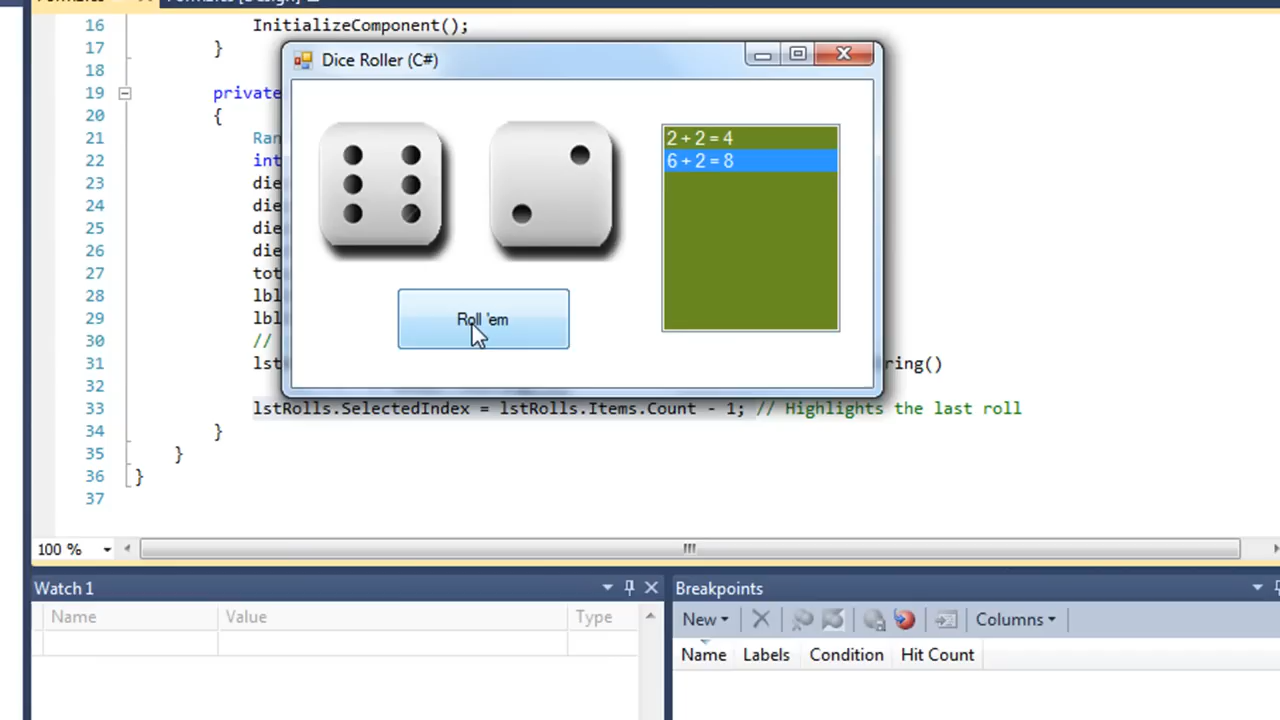 16 InitializeComponent();
17 }
18
19 private
20 {
21 Ran
22 int
23 die
24 die
25 die
26 die
27 tot
28 lbl
29 lbl
30 //
31 lst ring()
32
33 lstRolls.SelectedIndex = lstRolls.Items.Count - 1; // Highlights the last roll
34 }
35 }
36 }
37
Dice Roller (C#)
2 + 2 = 4
6 + 2 = 8
Roll 'em
100 %
Watch 1
Name Value Type
Breakpoints
New Columns
Name Labels Condition Hit Count